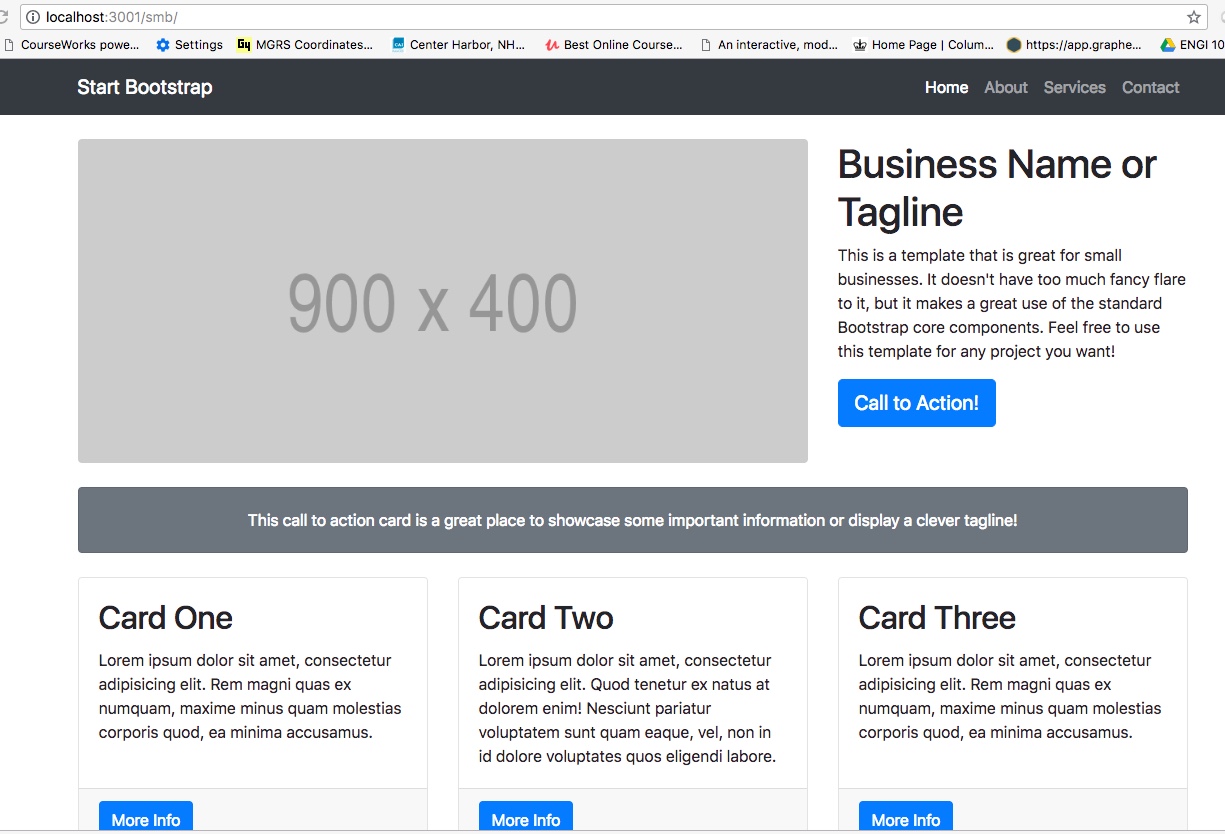 localhost:3001/smb/
CourseWorks powe... Settings MGRS Coordinates... Center Harbor, NH... Best Online Course... An interactive, mod... Home Page | Colum... https://app.graphe... ENGI 10
Start Bootstrap
Home About Services Contact
900 x 400
Business Name or
Tagline
This is a template that is great for small
businesses. It doesn't have too much fancy flare
to it, but it makes a great use of the standard
Bootstrap core components. Feel free to use
this template for any project you want!
Call to Action!
This call to action card is a great place to showcase some important information or display a clever tagline!
Card One
Lorem ipsum dolor sit amet, consectetur
adipisicing elit. Rem magni quas ex
numquam, maxime minus quam molestias
corporis quod, ea minima accusamus.
More Info
Card Two
Lorem ipsum dolor sit amet, consectetur
adipisicing elit. Quod tenetur ex natus at
dolorem enim! Nesciunt pariatur
voluptatem sunt quam eaque, vel, non in
id dolore voluptates quos eligendi labore.
More Info
Card Three
Lorem ipsum dolor sit amet, consectetur
adipisicing elit. Rem magni quas ex
numquam, maxime minus quam molestias
corporis quod, ea minima accusamus.
More Info